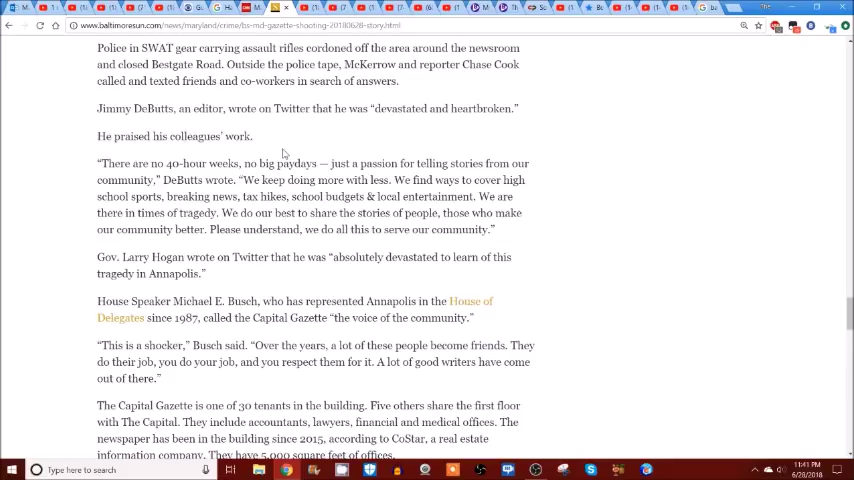 www.baltimoresun.com/news/maryland/crime/bs-md-gazette-shooting-20180628-story.html
Police in SWAT gear carrying assault rifles cordoned off the area around the newsroom
and closed Bestgate Road. Outside the police tape, McKerrow and reporter Chase Cook
called and texted friends and co-workers in search of answers.
Jimmy DeButts, an editor, wrote on Twitter that he was “devastated and heartbroken.”
He praised his colleagues’ work.
“There are no 40-hour weeks, no big paydays — just a passion for telling stories from our
community,” DeButts wrote. “We keep doing more with less. We find ways to cover high
school sports, breaking news, tax hikes, school budgets & local entertainment. We are
there in times of tragedy. We do our best to share the stories of people, those who make
our community better. Please understand, we do all this to serve our community.”
Gov. Larry Hogan wrote on Twitter that he was “absolutely devastated to learn of this
tragedy in Annapolis.”
House Speaker Michael E. Busch, who has represented Annapolis in the House of
Delegates since 1987, called the Capital Gazette “the voice of the community.”
“This is a shocker,” Busch said. “Over the years, a lot of these people become friends. They
do their job, you do your job, and you respect them for it. A lot of good writers have come
out of there.”
The Capital Gazette is one of 30 tenants in the building. Five others share the first floor
with The Capital. They include accountants, lawyers, financial and medical offices. The
newspaper has been in the building since 2015, according to CoStar, a real estate
information company. They have 5,000 square feet of offices.
Type here to search
11:41 PM
6/28/2018